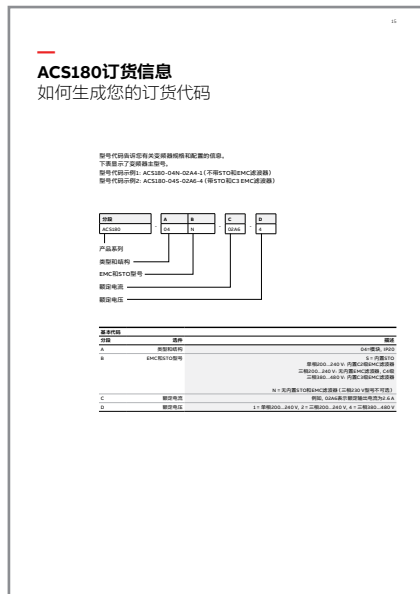 15
ACS180订货信息
如何生成您的订货代码
型号代码告诉您有关变频器规格和配置的信息。
下表显示了变频器主型号。
型号代码示例1: ACS180-04N-02A4-1 (不带STO和EMC滤波器)
型号代码示例2: ACS180-04S-02A6-4 (带STO和C3 EMC滤波器)
分段 A B C D
ACS180 - 04 N - 02A6 - 4
产品系列
类型和结构
EMC和STO型号
额定电流
额定电压
基本代码
分段 选件 描述
A 类型和结构 04=模块, IP20
B EMC和STO型号 S = 内置STO
单相200...240 V: 内置C2级EMC滤波器
三相200...240 V: 无内置EMC滤波器, C4级
三相380...480 V: 内置C3级EMC滤波器
N = 无内置STO和EMC滤波器 (三相230 V型号不可选)
C 额定电流 例如, 02A6表示额定输出电流为2.6 A
D 额定电压 1 = 单相200...240 V, 2 = 三相200...240 V, 4 = 三相380...480 V